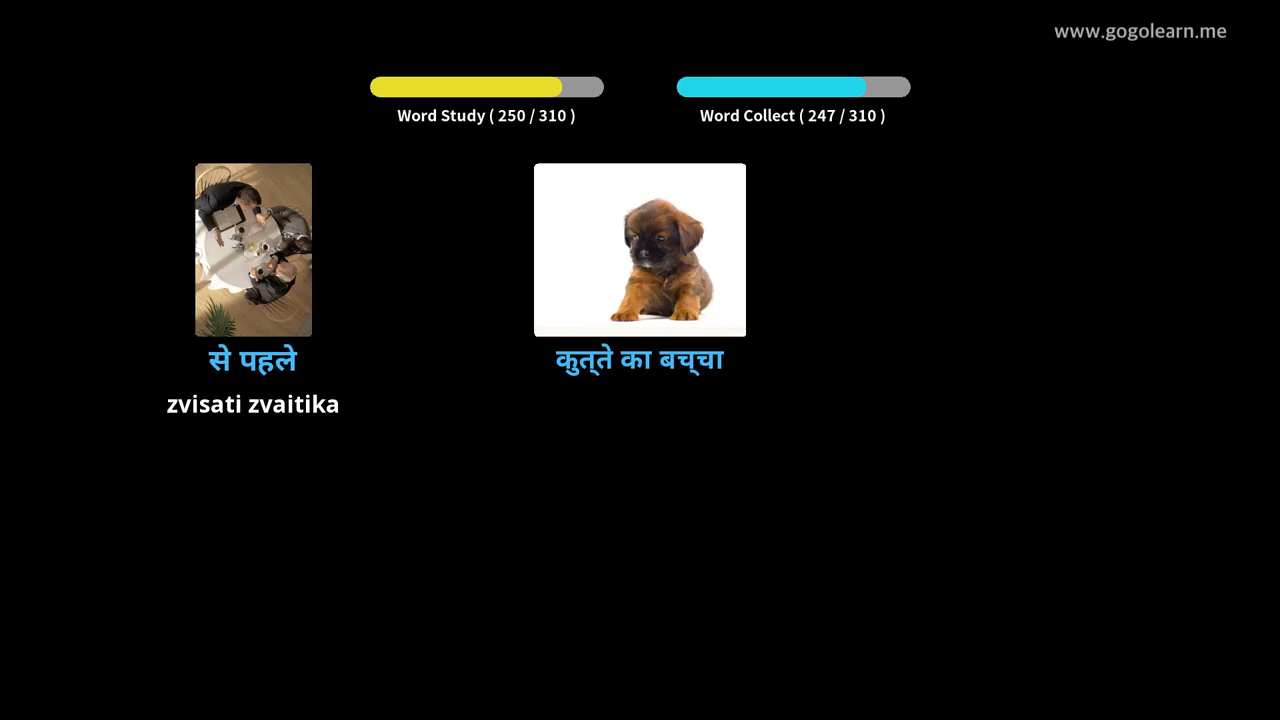 www.gogolearn.me
Word Study ( 250 / 310 )
Word Collect ( 247 / 310 )
से पहले
कुत्ते का बच्चा
zvisati zvaitika